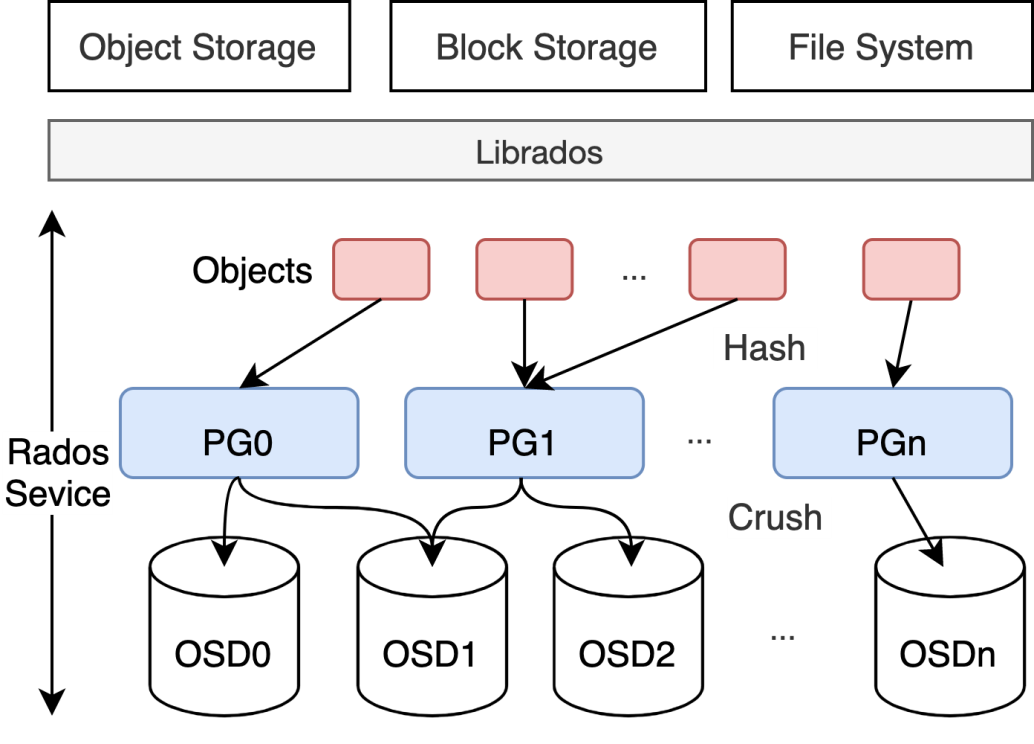 Object Storage
Block Storage
File System
Librados
Objects
...
Hash
PG0
PG1
...
PGn
Rados
Sevice
Crush
OSD0
OSD1
OSD2
...
OSDn